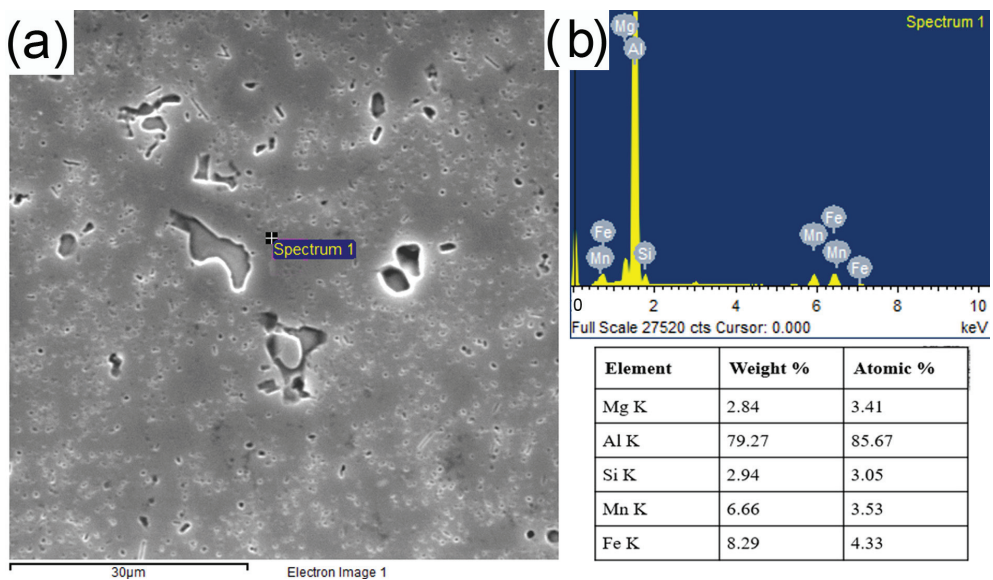 (a)
Spectrum 1
30μm
Electron Image 1
(b)
Spectrum 1
Mg
Al
Fe
Mn
Si
Fe
Mn
Mn
Fe
0 2 4 6 8 10
Full Scale 27520 cts Cursor: 0.000 keV
Element Weight % Atomic %
Mg K 2.84 3.41
Al K 79.27 85.67
Si K 2.94 3.05
Mn K 6.66 3.53
Fe K 8.29 4.33